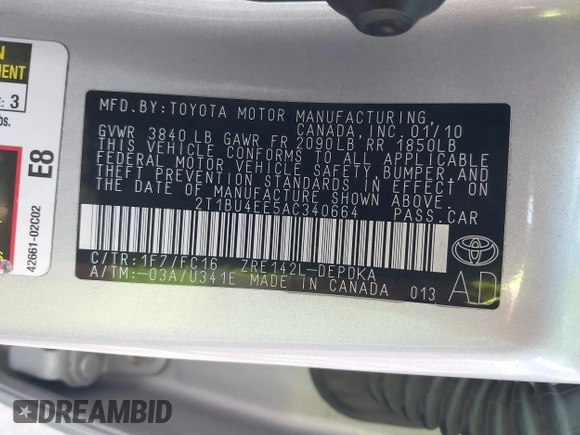 MENT
: 3
bs.
E8
42661-02C02
MFD.BY:TOYOTA MOTOR MANUFACTURING,
CANADA, INC. 01/10
GVWR 3840 LB GAWR FR 2090LB RR 1850LB
THIS VEHICLE CONFORMS TO ALL APPLICABLE
FEDERAL MOTOR VEHICLE SAFETY, BUMPER, AND
THEFT PREVENTION STANDARDS IN EFFECT ON
THE DATE OF MANUFACTURE SHOWN ABOVE.
2T1BU4EE5AC340664 PASS.CAR
C/TR:1F7/FC16 ZRE142L-DEPDKA
A/TM:-03A/U341E MADE IN CANADA 013
AD
DREAMBID